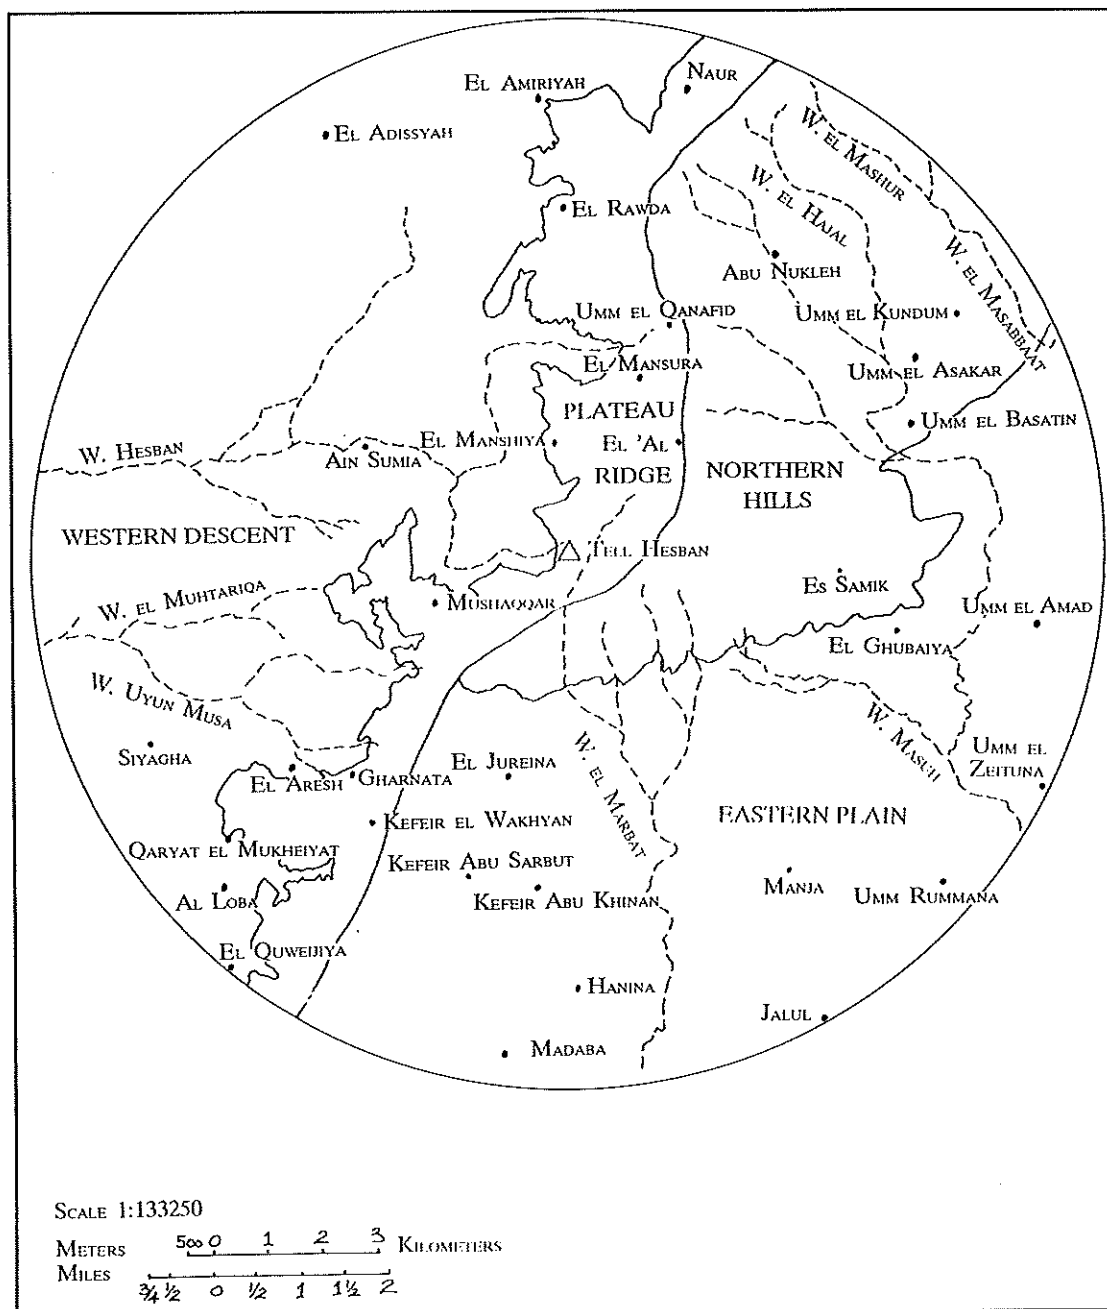 Naur
El Amiriyah
El Adissyah
W. el Mashur
W. el Hajal
El Rawda
Abu Nukleh
W. el Masabbaat
Umm el Qanafid
Umm el Kundum
El Mansura
Umm el Asakar
Plateau
Ridge
El Manshiya
El 'Al
Umm el Basatin
W. Hesban
Ain Sumia
Northern
Hills
Western Descent
Tell Hesban
Es Samik
W. el Muhtariqa
Mushaqqar
Umm el Amad
El Ghubaiya
W. Uyun Musa
W. Masuh
Siyagha
El Aresh
Gharnata
El Jureina
W. el Marbat
Umm el
Zeituna
Eastern Plain
Kefeir el Wakhyan
Qaryat el Mukheiyat
Kefeir Abu Sarbut
Al Loba
Kefeir Abu Khinan
Manja
Umm Rummana
El Quweijiya
Hanina
Jalul
Madaba
Scale 1:133250
Meters 500 0 1 2 3 Kilometers
Miles ¾ ½ 0 ½ 1 1½ 2